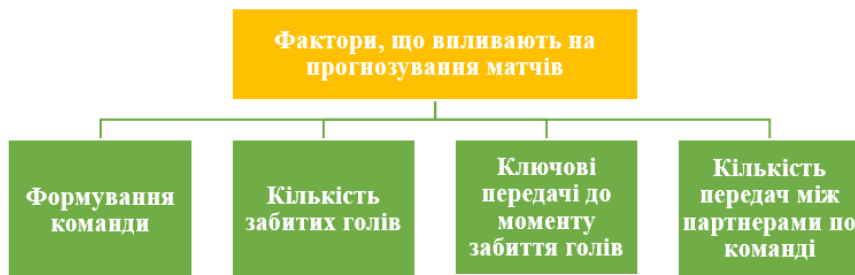 Фактори, що впливають на
прогнозування матчів
Формування
команди
Кількість
забитих голів
Ключові
передачі до
моменту
забиття голів
Кількість
передач між
партнерами по
команді